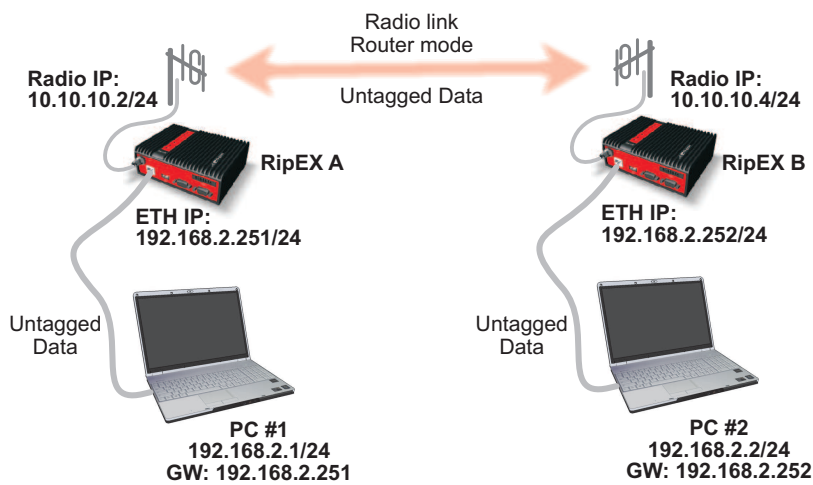 Radio link
Router mode
Untagged Data
Radio IP:
10.10.10.2/24
Radio IP:
10.10.10.4/24
RipEX A
RipEX B
ETH IP:
192.168.2.251/24
ETH IP:
192.168.2.252/24
Untagged
Data
Untagged
Data
PC #1
192.168.2.1/24
GW: 192.168.2.251
PC #2
192.168.2.2/24
GW: 192.168.2.252